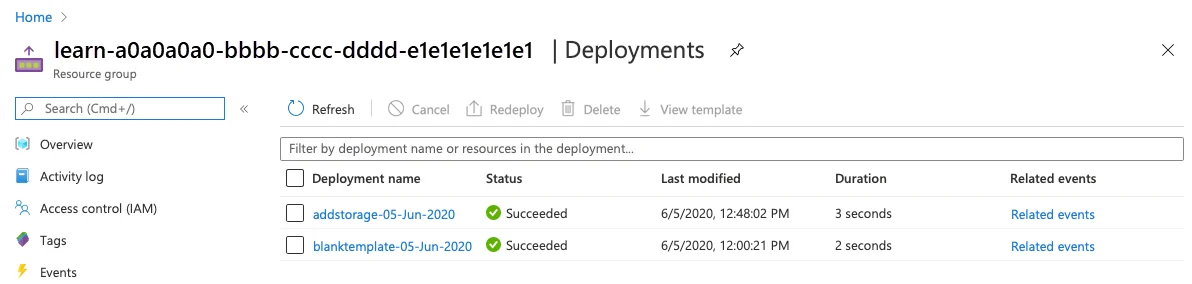 Home >
learn-a0a0a0a0-bbbb-cccc-dddd-e1e1e1e1e1e1 | Deployments
Resource group
Search (Cmd+/) «
Refresh Cancel Redeploy Delete View template
Overview
Activity log
Access control (IAM)
Tags
Events
Filter by deployment name or resources in the deployment...
Deployment name Status Last modified Duration Related events
addstorage-05-Jun-2020 Succeeded 6/5/2020, 12:48:02 PM 3 seconds Related events
blanktemplate-05-Jun-2020 Succeeded 6/5/2020, 12:00:21 PM 2 seconds Related events